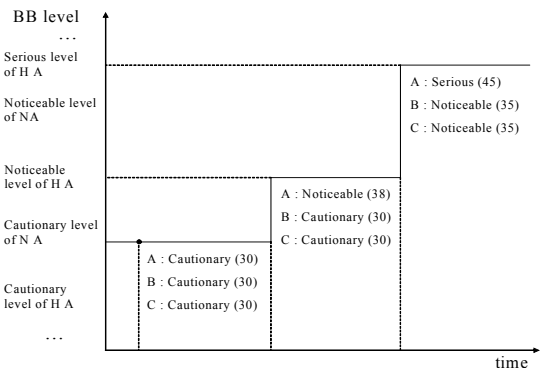 BB level
...
Serious level
of H A
Noticeable level
of NA
Noticeable
level of H A
Cautionary level
of N A
Cautionary
level of H A
...
A : Serious (45)
B : Noticeable (35)
C : Noticeable (35)
A : Noticeable (38)
B : Cautionary (30)
C : Cautionary (30)
A : Cautionary (30)
B : Cautionary (30)
C : Cautionary (30)
time